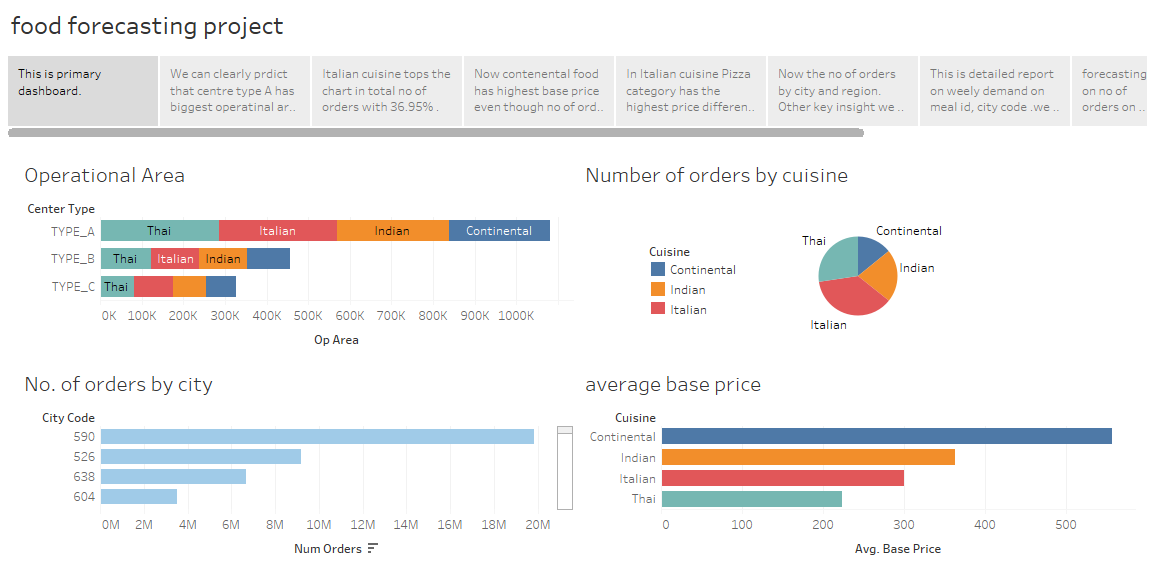 food forecasting project
This is primary
dashboard.
We can clearly prdict
that centre type A has
biggest operatinal ar..
Italian cuisine tops the
chart in total no of
orders with 36.95% .
Now contenental food
has highest base price
even though no of ord..
In Italian cuisine Pizza
category has the
highest price differen..
Now the no of orders
by city and region.
Other key insight we ..
This is detailed report
on weely demand on
meal id, city code .we ..
forecasting
on no of
orders on ..
Operational Area
Center Type
TYPE_A
Thai
Italian
Indian
Continental
TYPE_B
Thai
Italian
Indian
TYPE_C
Thai
0K 100K 200K 300K 400K 500K 600K 700K 800K 900K 1000K
Op Area
Number of orders by cuisine
Cuisine
Continental
Indian
Italian
Thai
Continental
Indian
Italian
No. of orders by city
City Code
590
526
638
604
0M 2M 4M 6M 8M 10M 12M 14M 16M 18M 20M
Num Orders
average base price
Cuisine
Continental
Indian
Italian
Thai
0 100 200 300 400 500
Avg. Base Price